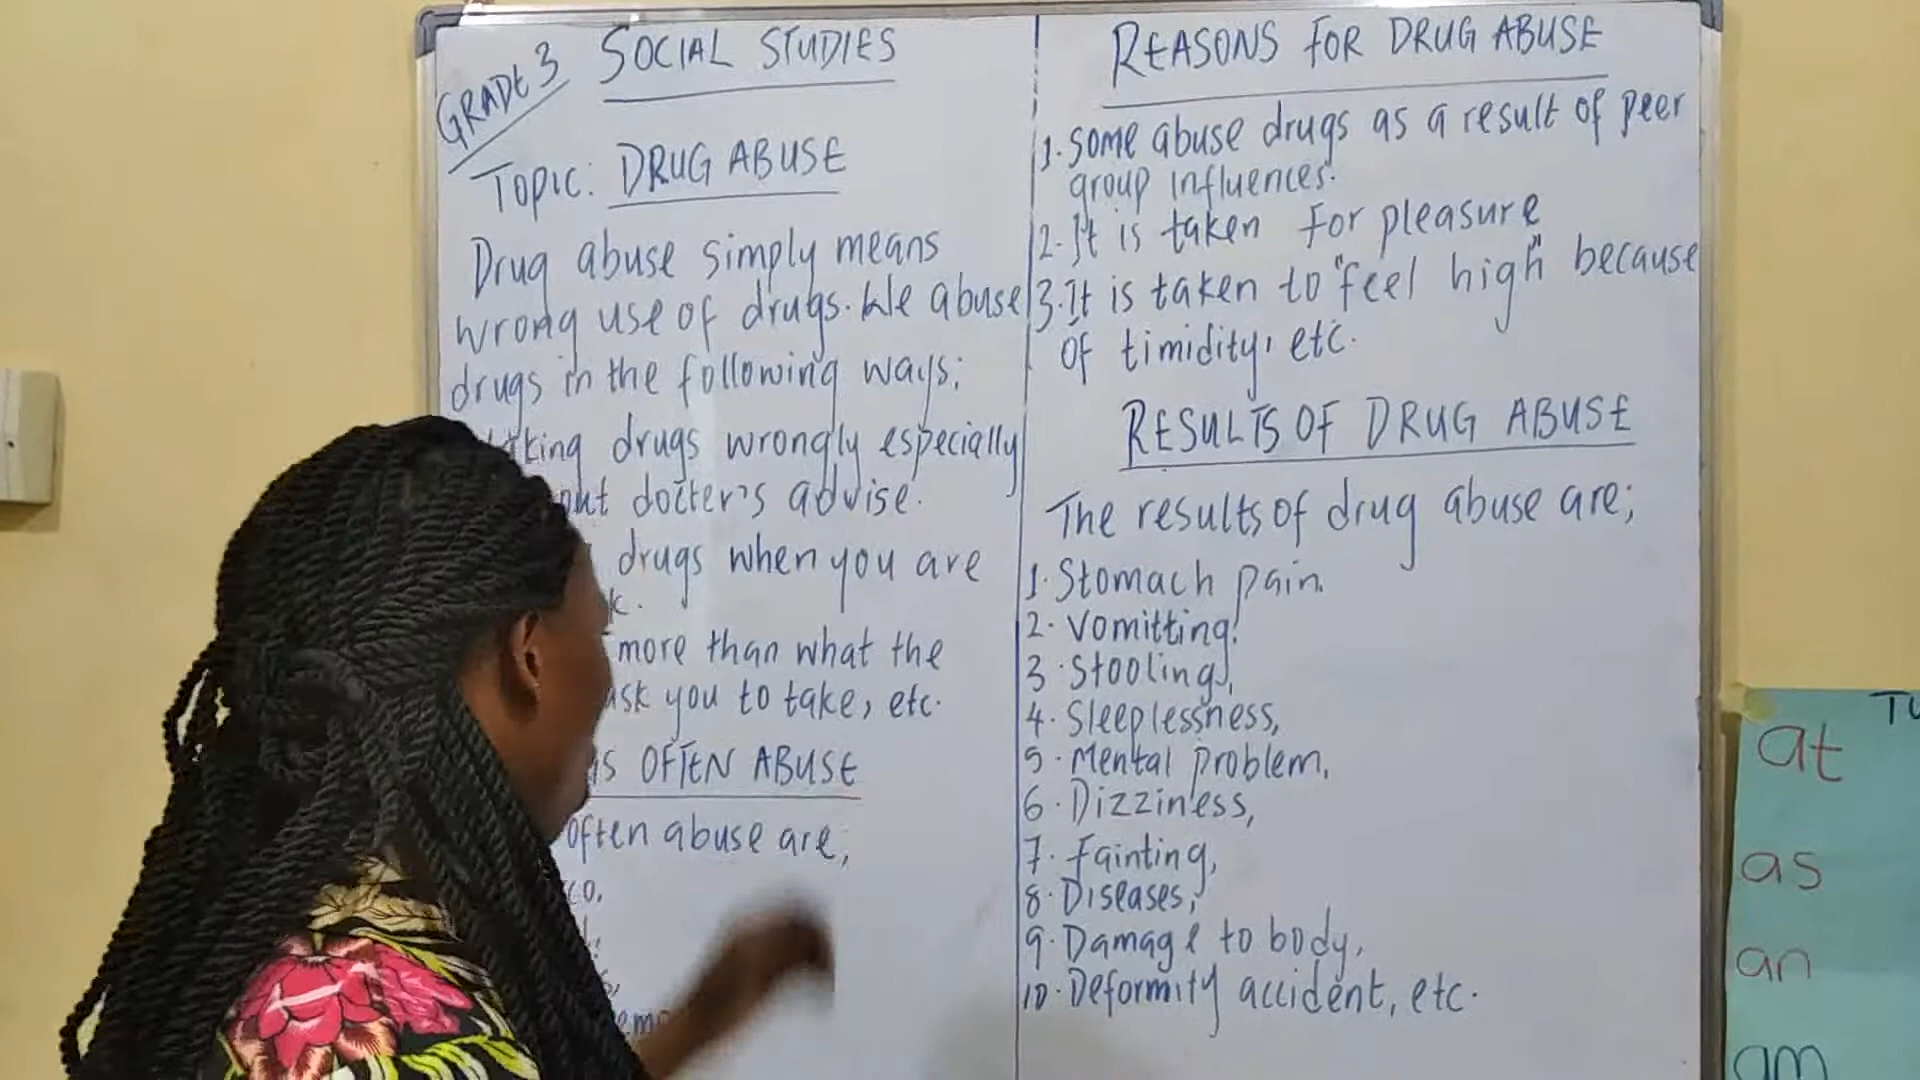 GRADE 3
SOCIAL STUDIES
Topic: DRUG ABUSE
Drug abuse simply means
wrong use of drugs. We abuse
drugs in the following ways;
drugs wrongly especially
docter's advise.
drugs when you are
more than what the
you to take, etc.
OFTEN ABUSE
often abuse are,
REASONS FOR DRUG ABUSE
1. Some abuse drugs as a result of peer
group influences.
2. It is taken for pleasure
3. It is taken to "feel high" because
of timidity, etc.
RESULTS OF DRUG ABUSE
The results of drug abuse are;
1. Stomach pain.
2. Vomitting,
3. Stooling,
4. Sleeplessness,
5. Mental problem,
6. Dizziness,
7. Fainting,
8. Diseases,
9. Damage to body,
10. Deformity accident, etc.
at
as
an
am